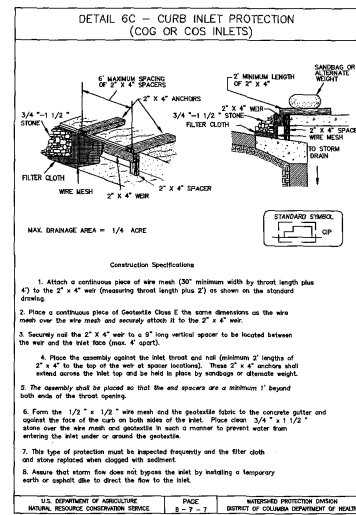 DETAIL 6C – CURB INLET PROTECTION
(COG OR COS INLETS)
6' MAXIMUM SPACING
OF 2" X 4" SPACERS
2" X 4" ANCHORS
3/4 "-1 1/2 "
STONE
FILTER CLOTH
WIRE MESH
2" X 4" WEIR
2" X 4" SPACER
SANDBAG OR
ALTERNATE
WEIGHT
2' MINIMUM LENGTH
OF 2" X 4"
2" X 4" WEIR
3/4 "-1 1/2 " STONE
FILTER CLOTH
2" X 4" SPACE
WIRE MESH
TO STORM
DRAIN
MAX. DRAINAGE AREA = 1/4 ACRE
STANDARD SYMBOL
CIP
Construction Specifications
1. Attach a continuous piece of wire mesh (30" minimum width by throat length plus
4') to the 2" x 4" weir (measuring throat length plus 2') as shown on the standard
drawing.
2. Place a continuous piece of Geotextile Class E the same dimensions as the wire
mesh over the wire mesh and securely attach it to the 2" x 4" weir.
3. Securely nail the 2" X 4" weir to a 9" long vertical spacer to be located between
the weir and the inlet face (max. 4' apart).
4. Place the assembly against the inlet throat and nail (minimum 2' lengths of
2" x 4" to the top of the weir at spacer locations). These 2" x 4" anchors shall
extend across the inlet top and be held in place by sandbags or alternate weight.
5. The assembly shall be placed so that the end spacers are a minimum 1' beyond
both ends of the throat opening.
6. Form the 1/2 " x 1/2 " wire mesh and the geotextile fabric to the concrete gutter and
against the face of the curb on both sides of the inlet. Place clean 3/4 " x 1 1/2 "
stone over the wire mesh and geotextile in such a manner to prevent water from
entering the inlet under or around the geotextile.
7. This type of protection must be inspected frequently and the filter cloth
and stone replaced when clogged with sediment.
8. Assure that storm flow does not bypass the inlet by installing a temporary
earth or asphalt dike to direct the flow to the inlet.
U.S. DEPARTMENT OF AGRICULTURE
NATURAL RESOURCE CONSERVATION SERVICE
PAGE
B - 7 - 7
WATERSHED PROTECTION DIVISION
DISTRICT OF COLUMBIA DEPARTMENT OF HEALTH